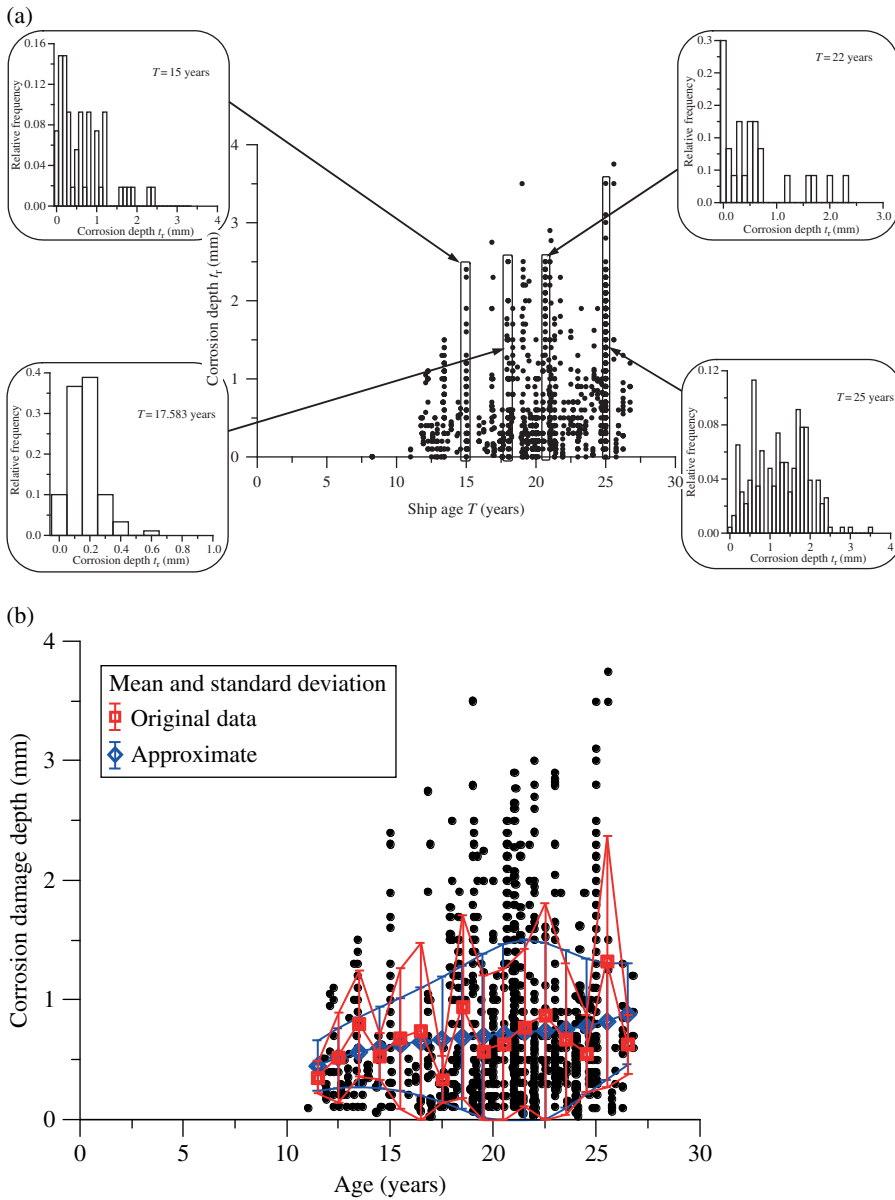 (a)
0.16
0.12
0.08
0.04
0.00
Relative frequency
T = 15 years
0 1 2 3 4
Corrosion depth tr (mm)
0.3
0.3
0.2
0.1
0.1
0.0
Relative frequency
T = 22 years
0.0 1.0 2.0 3.0
Corrosion depth tr (mm)
4
3
2
1
0
Corrosion depth tr (mm)
0 5 10 15 20 25 30
Ship age T (years)
0.4
0.3
0.2
0.1
0.0
Relative frequency
T = 17.583 years
0.0 0.2 0.4 0.6 0.8 1.0
Corrosion depth tr (mm)
0.12
0.08
0.04
0.00
Relative frequency
T = 25 years
0 1 2 3 4
Corrosion depth tr (mm)
(b)
4
3
2
1
0
Corrosion damage depth (mm)
Mean and standard deviation
Original data
Approximate
0 5 10 15 20 25 30
Age (years)